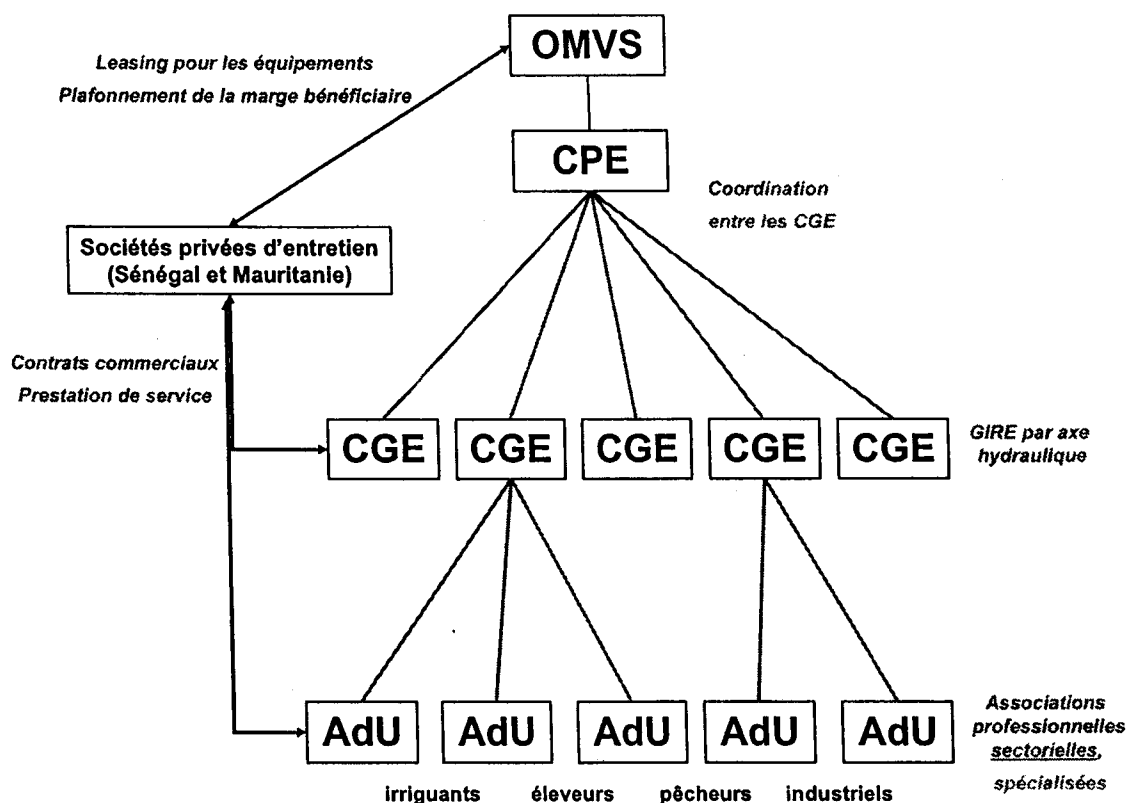 OMVS
Leasing pour les équipements
Plafonnement de la marge bénéficiaire
CPE
Coordination
entre les CGE
Sociétés privées d'entretien
(Sénégal et Mauritanie)
Contrats commerciaux
Prestation de service
CGE
CGE
CGE
CGE
CGE
GIRE par axe
hydraulique
AdU
AdU
AdU
AdU
AdU
Associations
professionnelles
sectorielles,
spécialisées
irriguants
éleveurs
pêcheurs
industriels